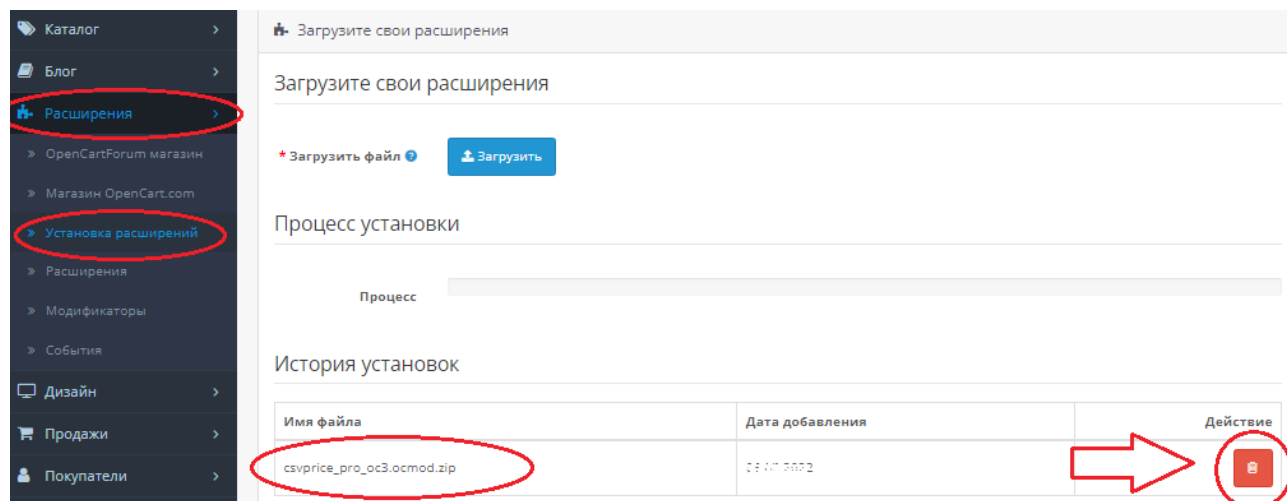 Каталог
Блог
Расширения
OpenCartForum магазин
Магазин OpenCart.com
Установка расширений
Расширения
Модификаторы
События
Дизайн
Продажи
Покупатели
Загрузите свои расширения
Загрузите свои расширения
* Загрузить файл
Загрузить
Процесс установки
Процесс
История установок
Имя файла Дата добавления Действие
csvprice_pro_oc3.ocmod.zip